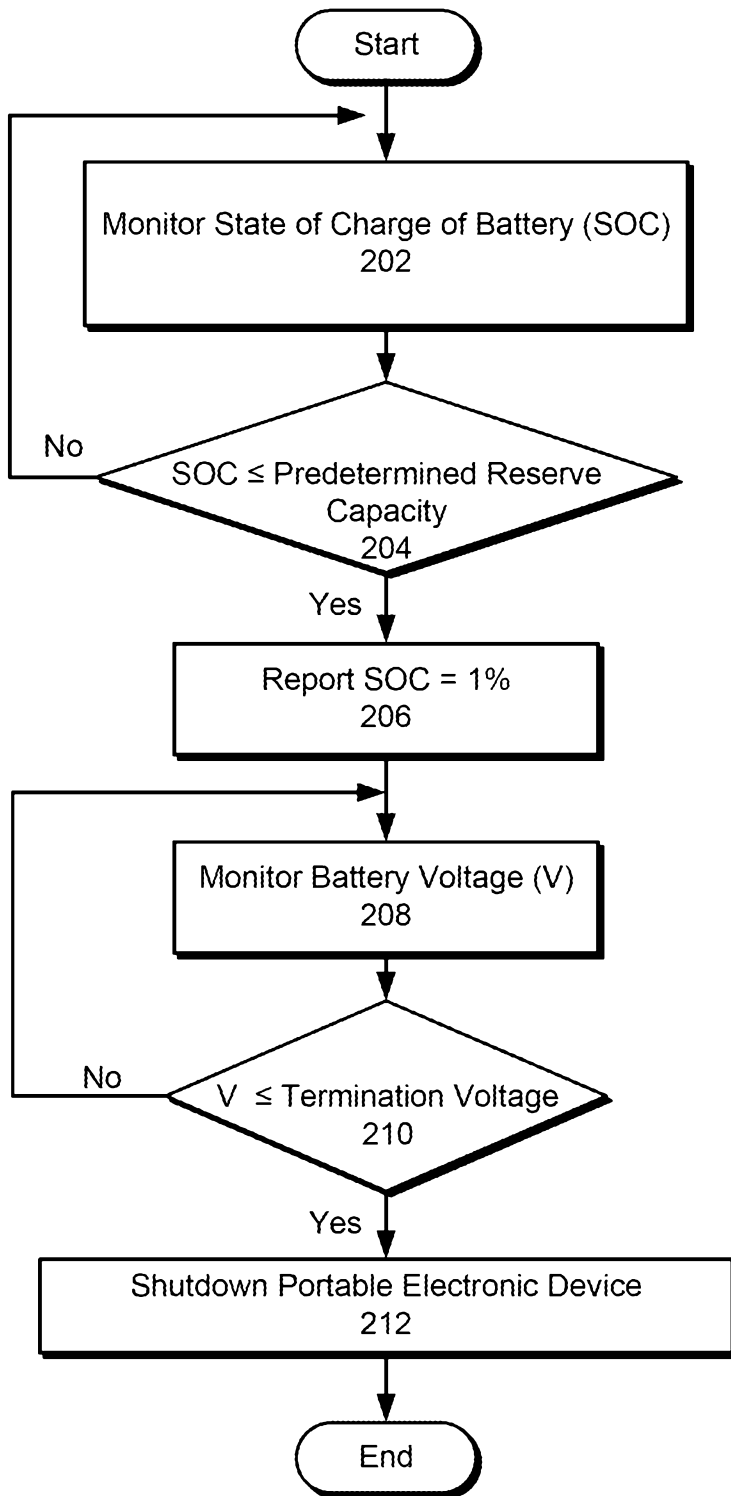 Start
Monitor State of Charge of Battery (SOC)
202
No
SOC ≤ Predetermined Reserve
Capacity
204
Yes
Report SOC = 1%
206
Monitor Battery Voltage (V)
208
No
V ≤ Termination Voltage
210
Yes
Shutdown Portable Electronic Device
212
End